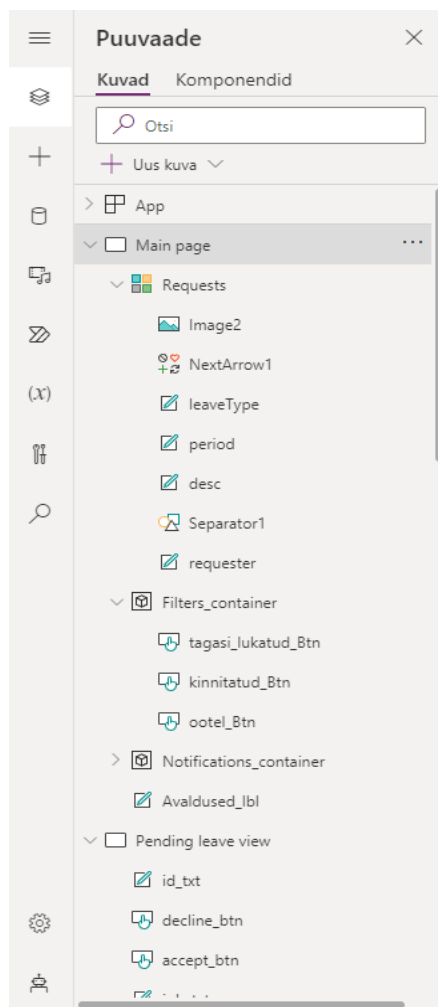 Puuvaade
Kuvad Komponendid
Otsi
Uus kuva
App
Main page
Requests
Image2
NextArrow1
leaveType
period
desc
Separator1
requester
Filters_container
tagasi_lukatud_Btn
kinnitatud_Btn
ootel_Btn
Notifications_container
Avaldused_lbl
Pending leave view
id_txt
decline_btn
accept_btn
(x)